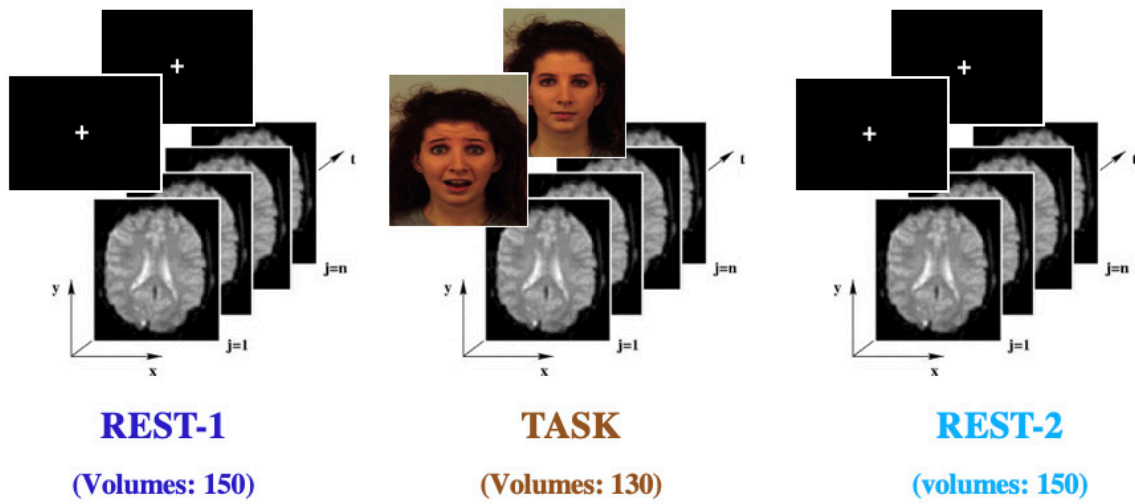 t
j=n
y
j=1
x
REST-1
(Volumes: 150)
t
j=n
y
j=1
x
TASK
(Volumes: 130)
t
j=n
y
j=1
x
REST-2
(volumes: 150)